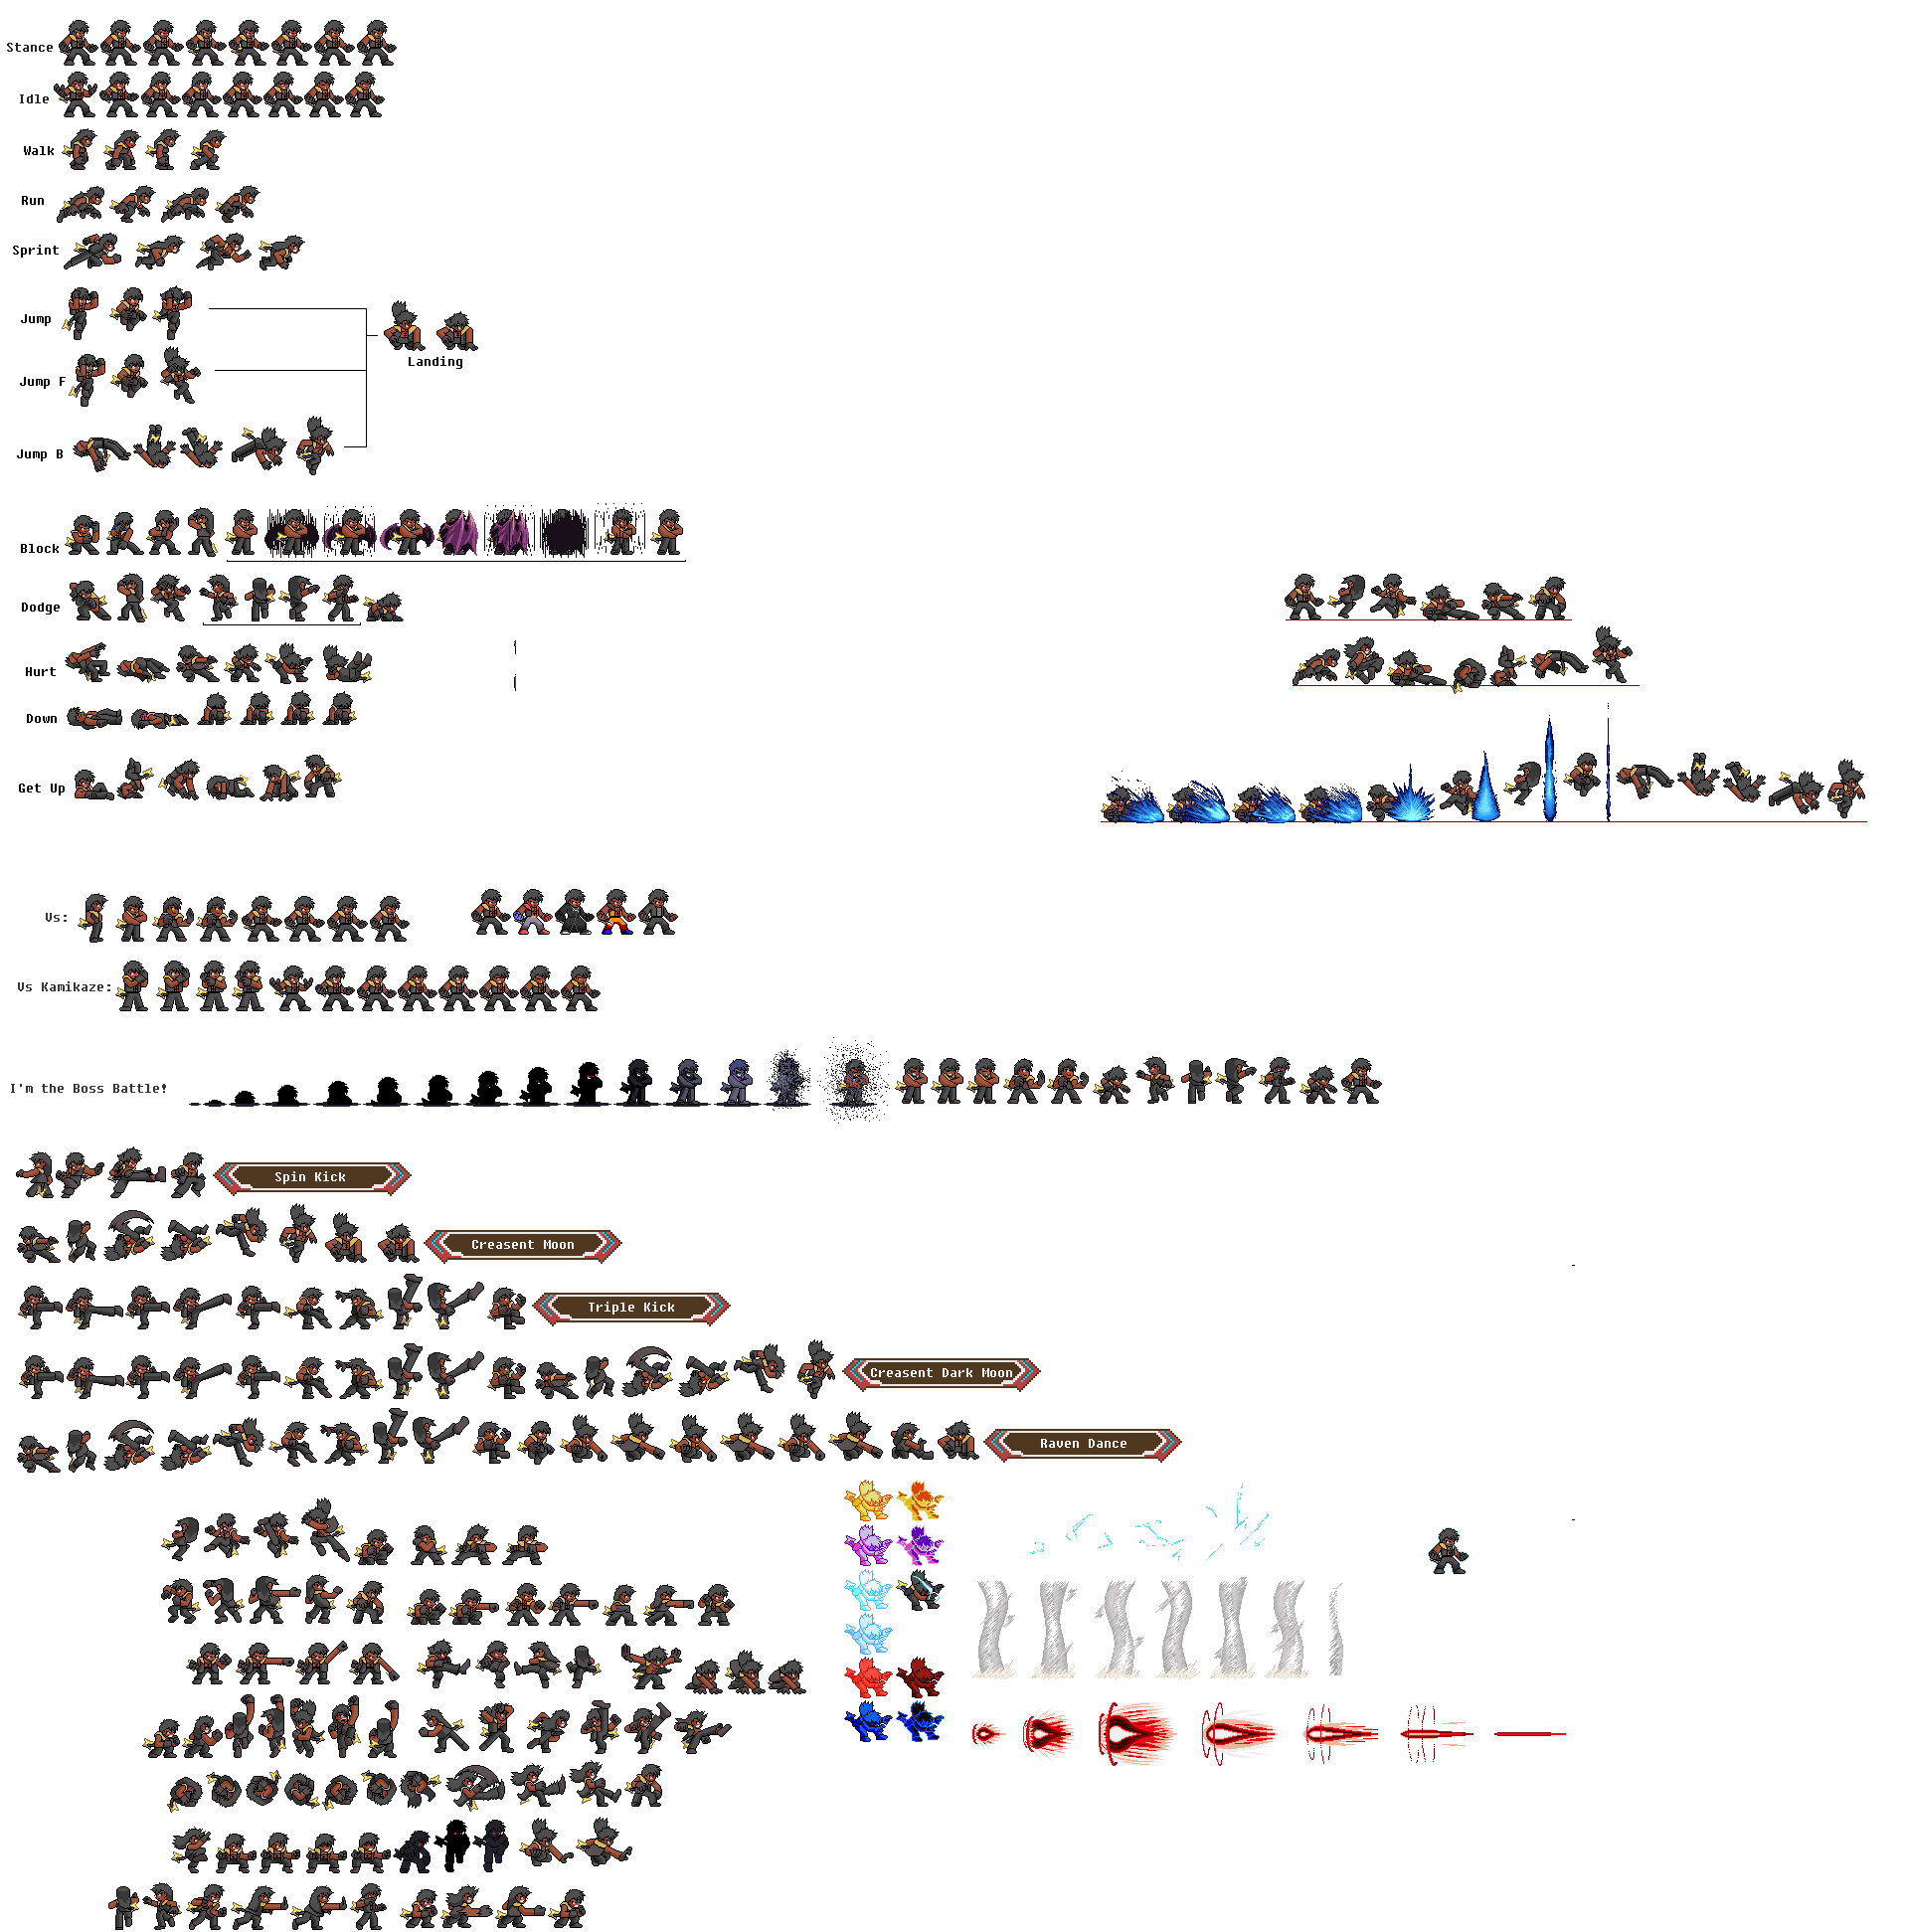 Stance
Idle
Walk
Run
Sprint
Jump
Landing
Jump F
Jump B
Block
Dodge
Hurt
Down
Get Up
Vs:
Vs Kamikaze:
I'm the Boss Battle!
Spin Kick
Creasent Moon
Triple Kick
Creasent Dark Moon
Raven Dance